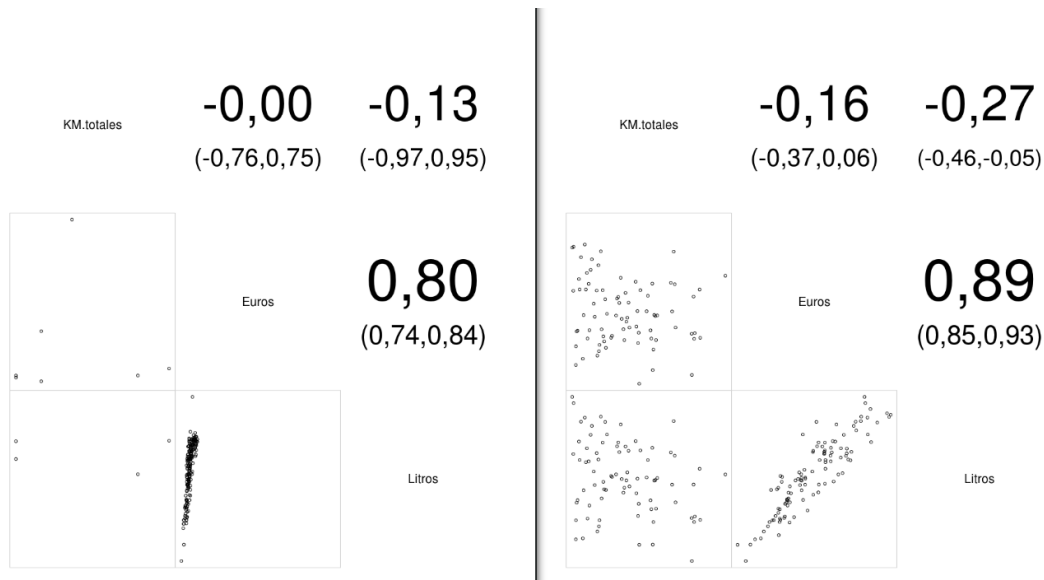 -0,00 -0,13
KM.totales
(-0,76,0,75) (-0,97,0,95)
0,80
Euros
(0,74,0,84)
Litros
-0,16 -0,27
KM.totales
(-0,37,0,06) (-0,46,-0,05)
0,89
Euros
(0,85,0,93)
Litros